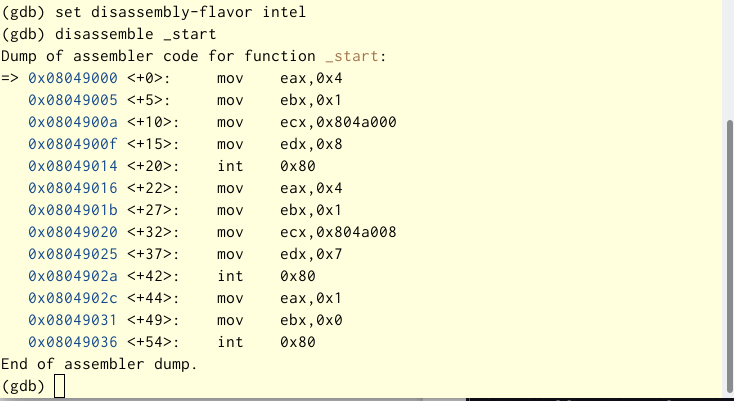 (gdb) set disassembly-flavor intel
(gdb) disassemble _start
Dump of assembler code for function _start:
=> 0x08049000 <+0>:     mov    eax,0x4
   0x08049005 <+5>:     mov    ebx,0x1
   0x0804900a <+10>:    mov    ecx,0x804a000
   0x0804900f <+15>:    mov    edx,0x8
   0x08049014 <+20>:    int    0x80
   0x08049016 <+22>:    mov    eax,0x4
   0x0804901b <+27>:    mov    ebx,0x1
   0x08049020 <+32>:    mov    ecx,0x804a008
   0x08049025 <+37>:    mov    edx,0x7
   0x0804902a <+42>:    int    0x80
   0x0804902c <+44>:    mov    eax,0x1
   0x08049031 <+49>:    mov    ebx,0x0
   0x08049036 <+54>:    int    0x80
End of assembler dump.
(gdb)